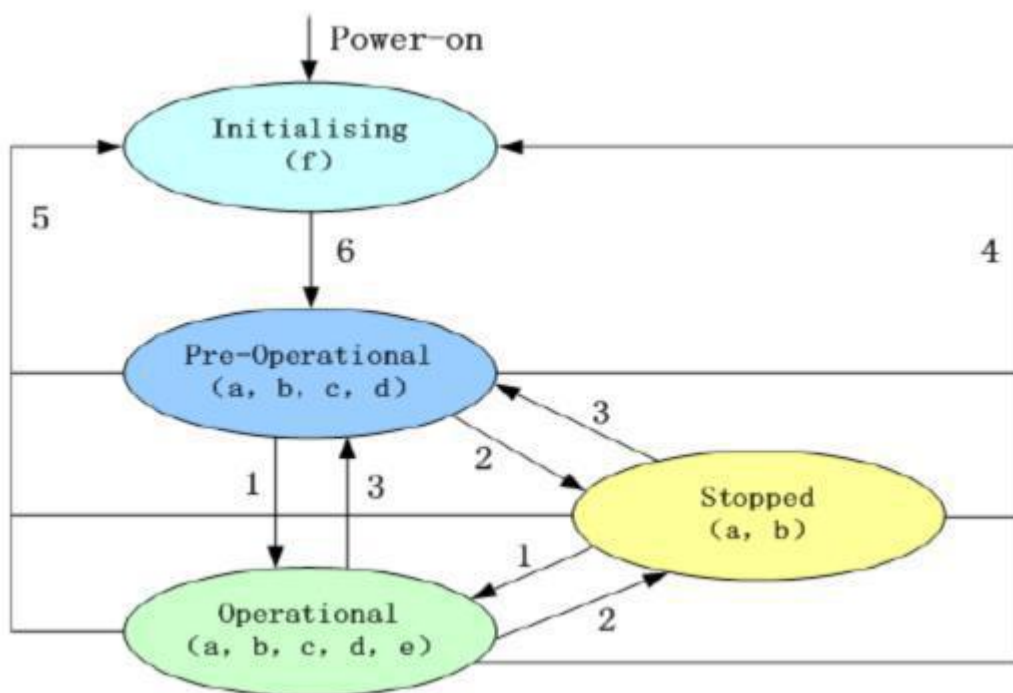 Power-on
Initialising
(f)
5
6
4
Pre-Operational
(a, b, c, d)
3
2
1
3
Stopped
(a, b)
1
Operational
(a, b, c, d, e)
2